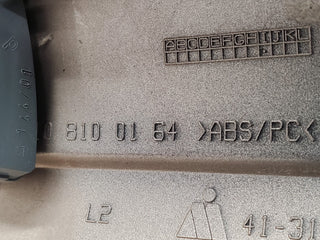 ABCDEFGHIJKL
0 810 01 64 >ABS/PC<
L2
41-31